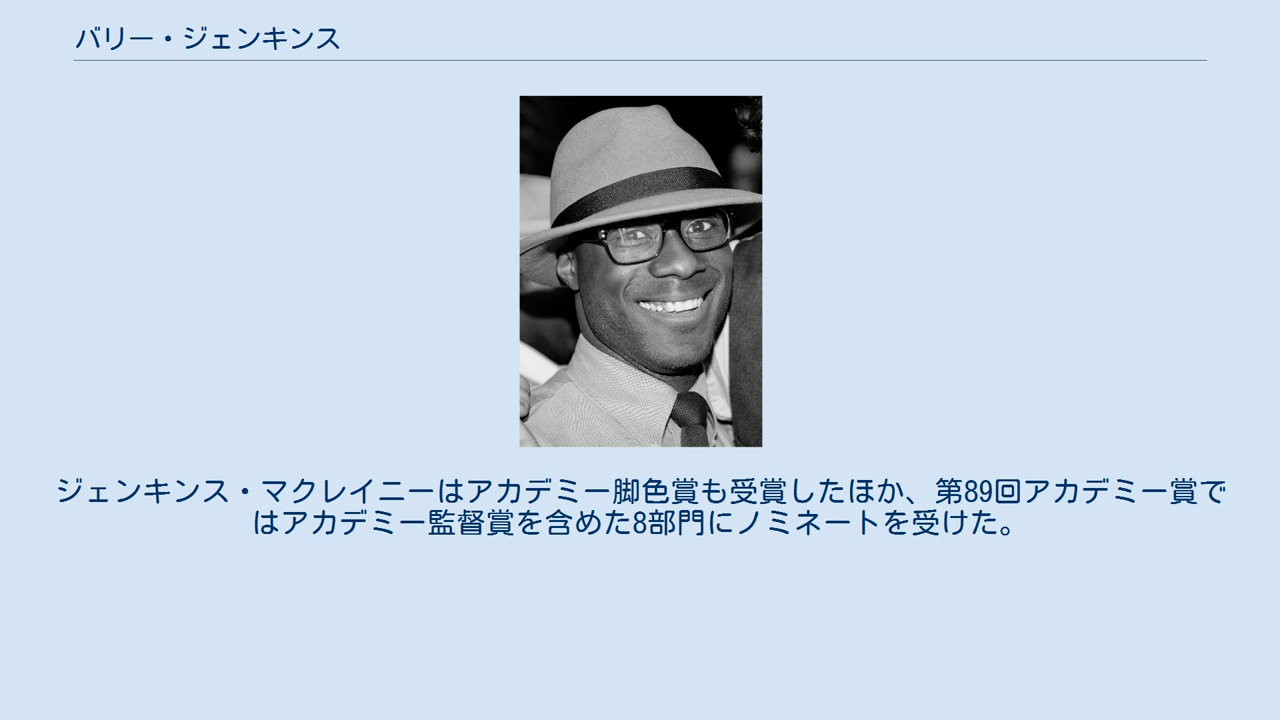 バリー・ジェンキンス
ジェンキンス・マクレイニーはアカデミー脚色賞も受賞したほか、第89回アカデミー賞で
はアカデミー監督賞を含めた8部門にノミネートを受けた。